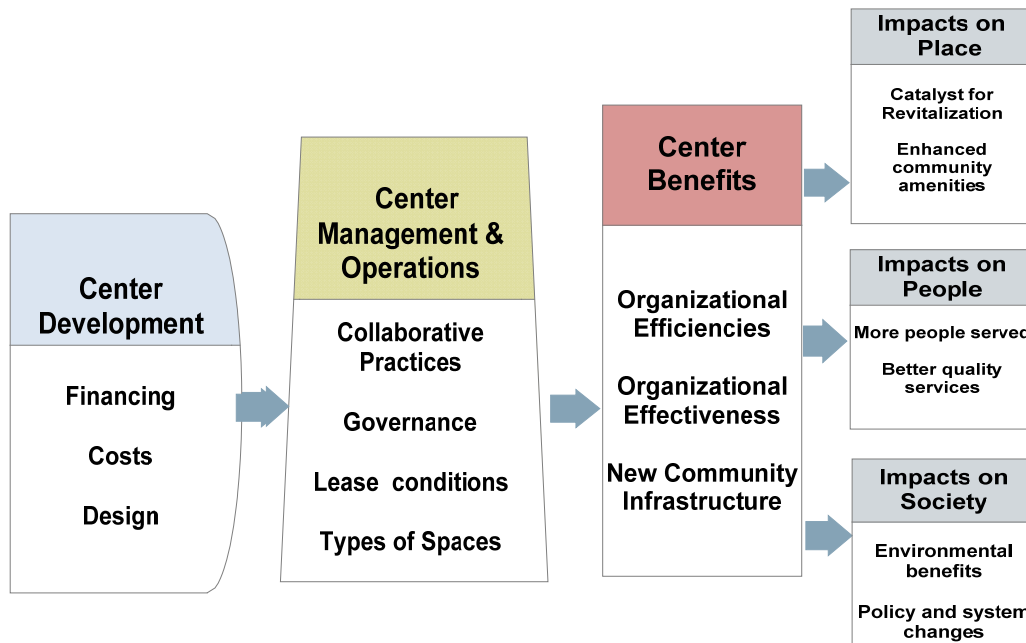 Center
Development
Financing
Costs
Design
Center
Management &
Operations
Collaborative
Practices
Governance
Lease conditions
Types of Spaces
Center
Benefits
Organizational
Efficiencies
Organizational
Effectiveness
New Community
Infrastructure
Impacts on
Place
Catalyst for
Revitalization
Enhanced
community
amenities
Impacts on
People
More people served
Better quality
services
Impacts on
Society
Environmental
benefits
Policy and system
changes